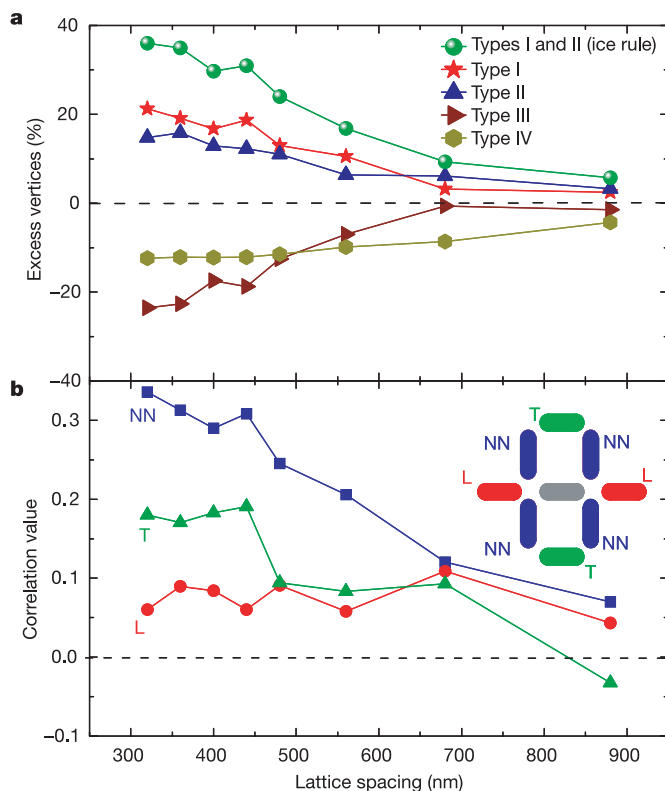 a
Types I and II (ice rule)
Type I
Type II
Type III
Type IV
40
20
0
−20
−40
Excess vertices (%)
b
0.3
0.2
0.1
0.0
−0.1
Correlation value
NN
T
L
T
NN
NN
L
L
NN
NN
T
300 400 500 600 700 800 900
Lattice spacing (nm)